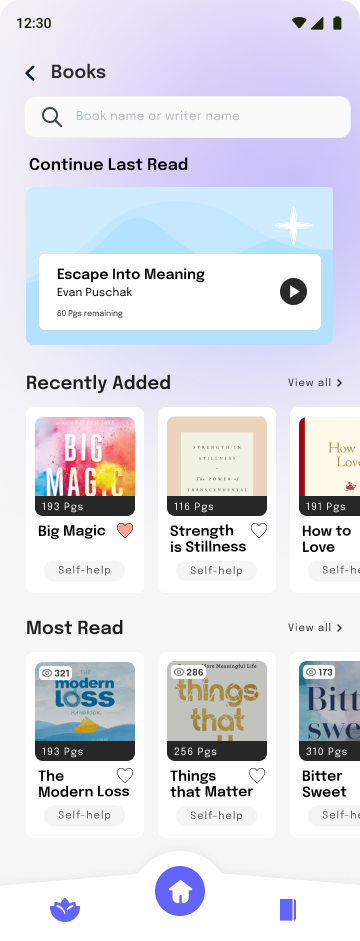 12:30
Books
Book name or writer name
Continue Last Read
Escape Into Meaning
Evan Puschak
60 Pgs remaining
Recently Added
View all
BIG
MAGIC
193 Pgs
Big Magic
Self-help
STRENGTH IN
STILLNESS
The POWER of
TRANSCENDENTAL
116 Pgs
Strength
is Stillness
Self-help
How
Love
191 Pgs
How to
Love
Self-he
Most Read
View all
321
THE
modern
loss
HANDBOOK
193 Pgs
The
Modern Loss
Self-help
286
More Meaningful Life
things
that
256 Pgs
Things
that Matter
Self-help
173
Bitt
swe
310 Pgs
Bitter
Sweet
Self-he